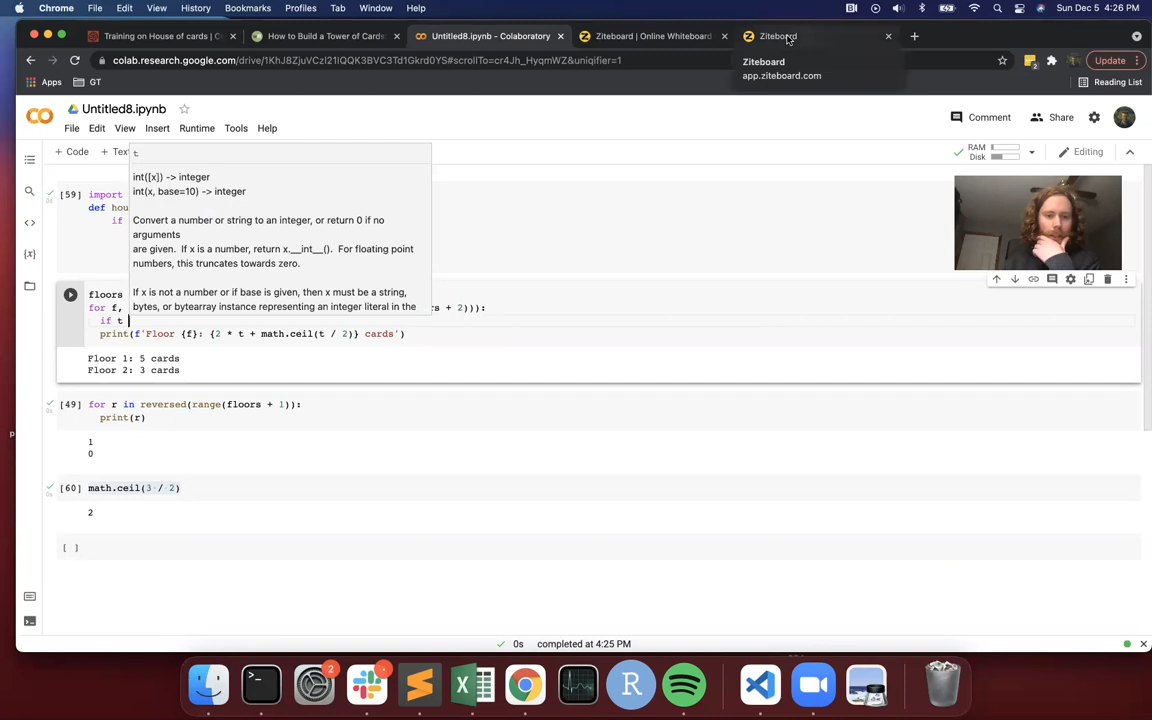 Chrome File Edit View History Bookmarks Profiles Tab Window Help Sun Dec 5 4:26 PM
Training on House of cards | C How to Build a Tower of Cards: Untitled8.ipynb - Colaboratory Ziteboard | Online Whiteboard Ziteboard
colab.research.google.com/drive/1KhJ8ZjuVCzI21IQQK3BVC3Td1Gkrd0YS#scrollTo=cr4Jh_HyqmWZ&uniqifier=1 Update
Ziteboard
app.ziteboard.com
Apps GT Reading List
Untitled8.ipynb
Comment Share
File Edit View Insert Runtime Tools Help
+ Code + Text RAM Disk Editing
t
int([x]) -> integer
int(x, base=10) -> integer
Convert a number or string to an integer, or return 0 if no
arguments
are given. If x is a number, return x.__int__(). For floating point
numbers, this truncates towards zero.
If x is not a number or if base is given, then x must be a string,
bytes, or bytearray instance representing an integer literal in the
[59] import
def hou
if
floors
for f, s + 2))):
if t
print(f'Floor {f}: {2 * t + math.ceil(t / 2)} cards')
Floor 1: 5 cards
Floor 2: 3 cards
[49] for r in reversed(range(floors + 1)):
print(r)
1
0
[60] math.ceil(3 / 2)
2
[ ]
0s completed at 4:25 PM
2